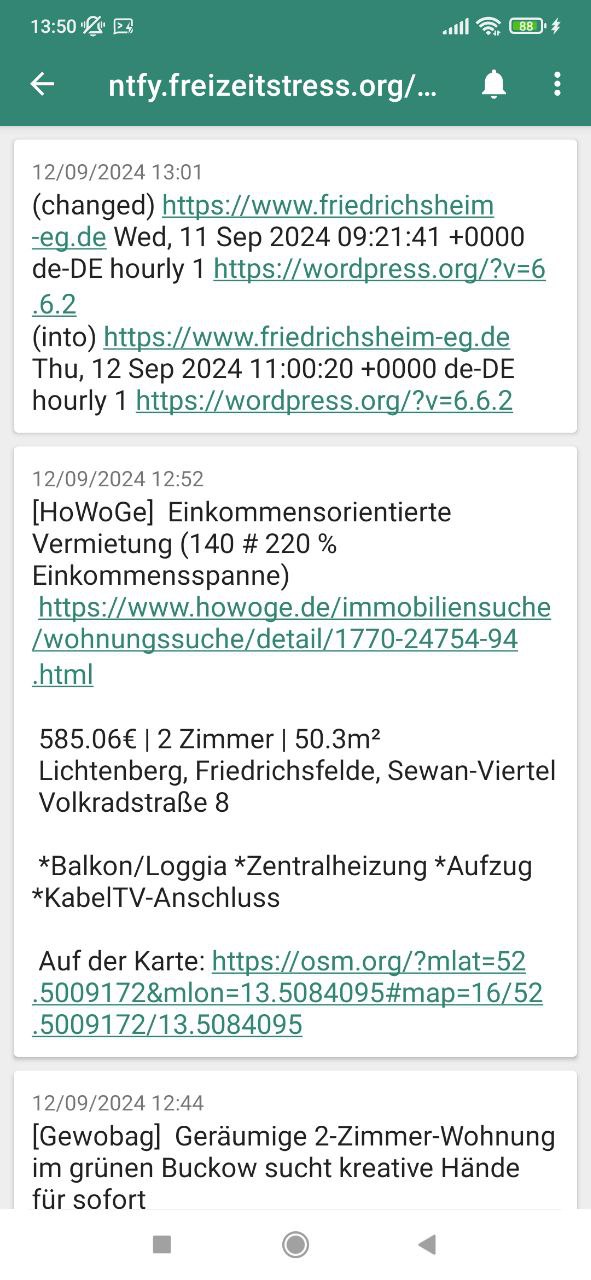 13:50
88
ntfy.freizeitstress.org/...
12/09/2024 13:01
(changed) https://www.friedrichsheim
-eg.de Wed, 11 Sep 2024 09:21:41 +0000
de-DE hourly 1 https://wordpress.org/?v=6
.6.2
(into) https://www.friedrichsheim-eg.de
Thu, 12 Sep 2024 11:00:20 +0000 de-DE
hourly 1 https://wordpress.org/?v=6.6.2
12/09/2024 12:52
[HoWoGe]  Einkommensorientierte
Vermietung (140 # 220 %
Einkommensspanne)
https://www.howoge.de/immobiliensuche
/wohnungssuche/detail/1770-24754-94
.html
585.06€ | 2 Zimmer | 50.3m²
Lichtenberg, Friedrichsfelde, Sewan-Viertel
Volkradstraße 8
*Balkon/Loggia *Zentralheizung *Aufzug
*KabelTV-Anschluss
Auf der Karte: https://osm.org/?mlat=52
.5009172&mlon=13.5084095#map=16/52
.5009172/13.5084095
12/09/2024 12:44
[Gewobag]  Geräumige 2-Zimmer-Wohnung
im grünen Buckow sucht kreative Hände
für sofort